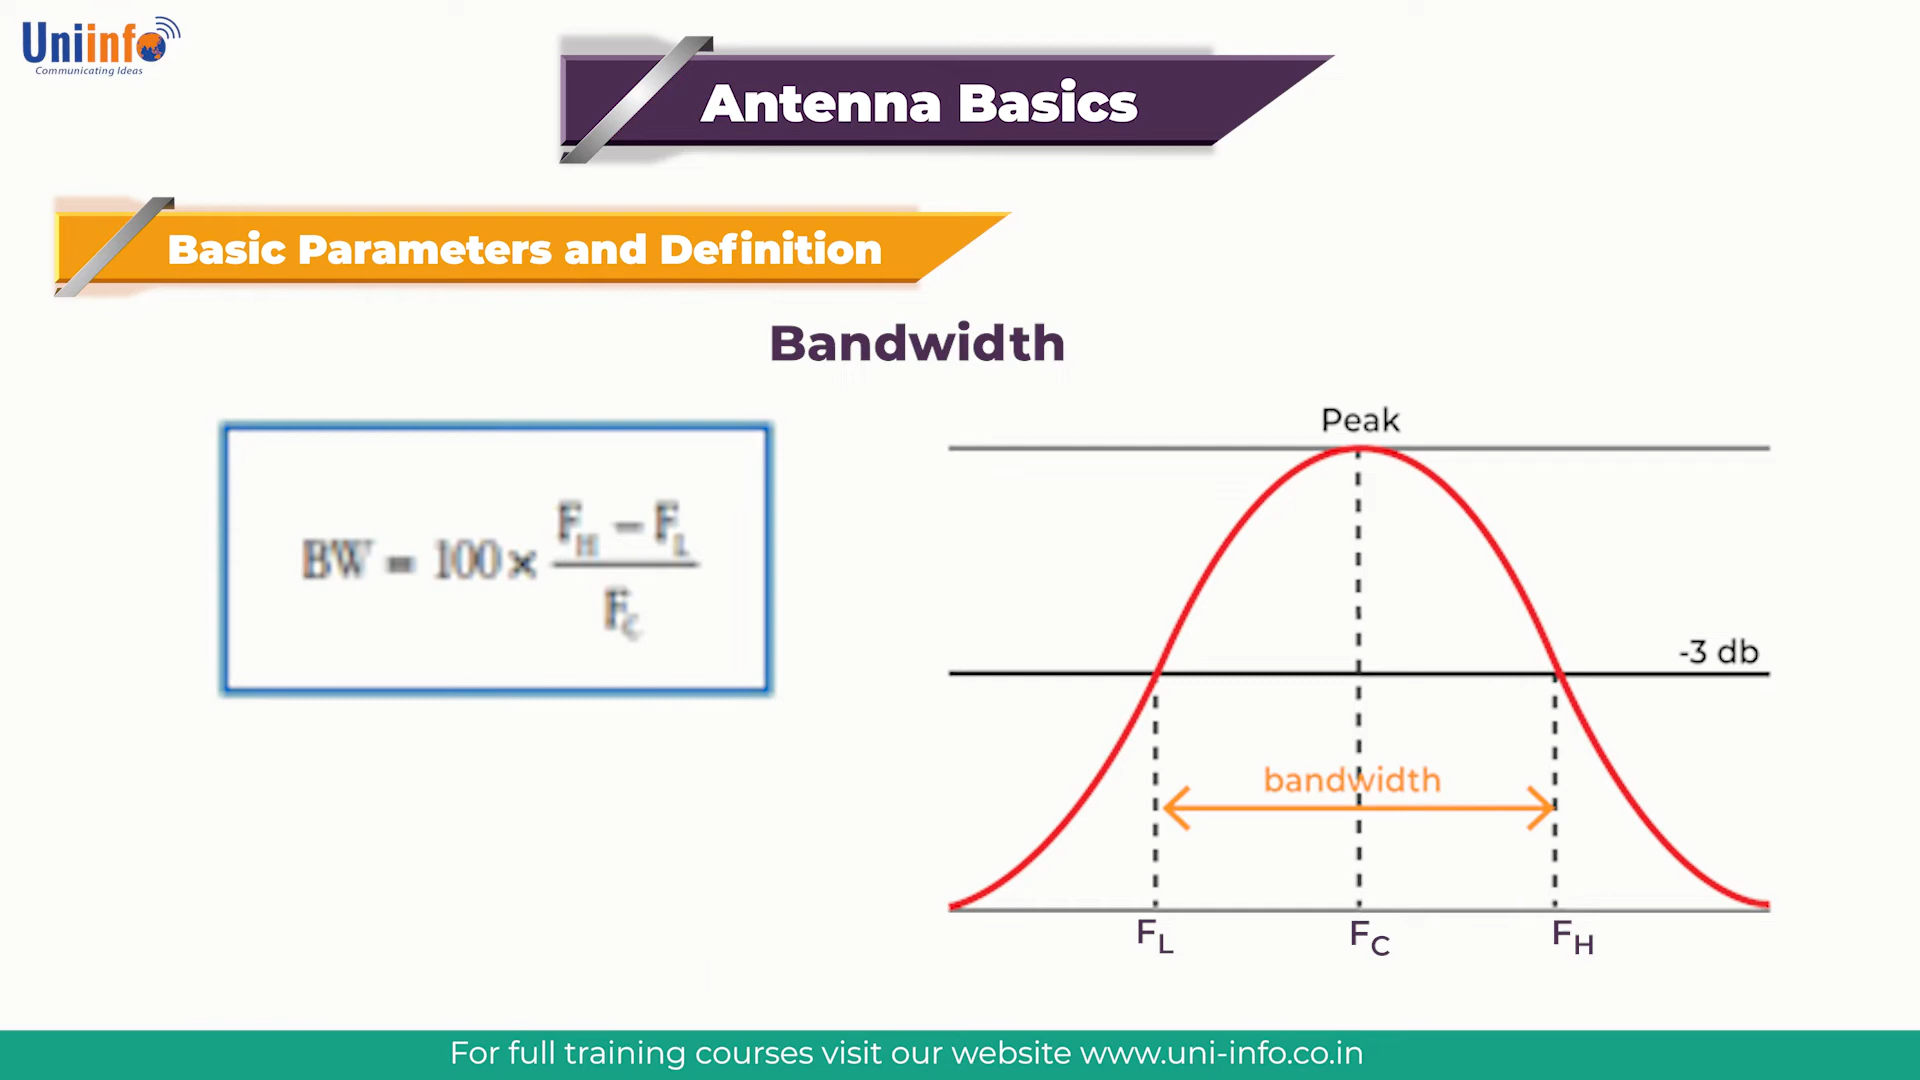 Uniinfo
Communicating Ideas
Antenna Basics
Basic Parameters and Definition
Bandwidth
BW = 100 × (F_H − F_L) / F_C
Peak
-3 db
bandwidth
F_L F_C F_H
For full training courses visit our website www.uni-info.co.in